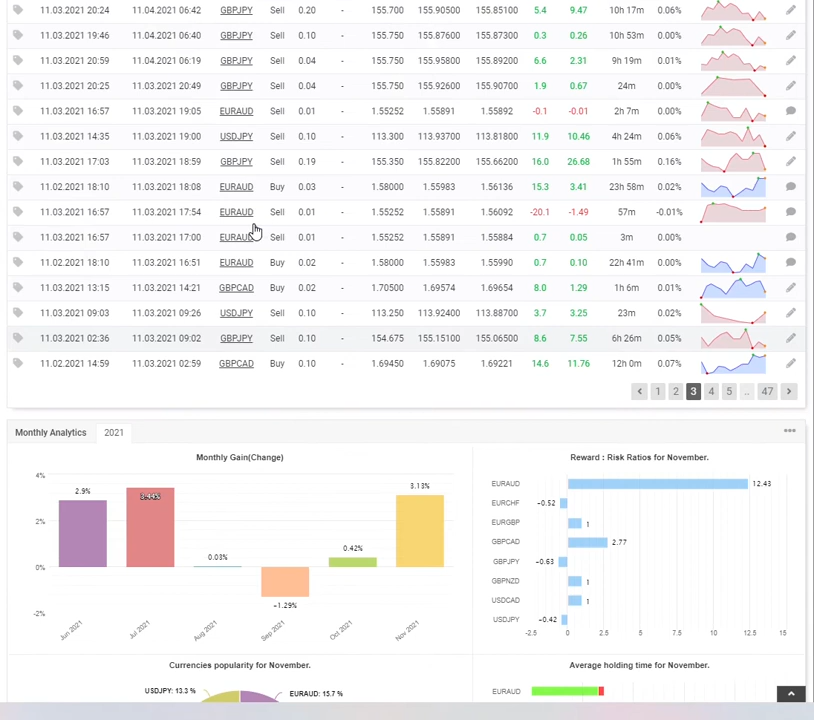 11.03.2021 20:24 11.04.2021 06:42 GBPJPY Sell 0.20 - 155.700 155.90500 155.85100 5.4 9.47 10h 17m 0.06%
11.03.2021 19:46 11.04.2021 06:40 GBPJPY Sell 0.10 - 155.750 155.87600 155.87300 0.3 0.26 10h 53m 0.00%
11.03.2021 20:59 11.04.2021 06:19 GBPJPY Sell 0.04 - 155.750 155.95800 155.89200 6.6 2.31 9h 19m 0.01%
11.03.2021 20:25 11.03.2021 20:49 GBPJPY Sell 0.04 - 155.750 155.92600 155.90700 1.9 0.67 24m 0.00%
11.03.2021 16:57 11.03.2021 19:05 EURAUD Sell 0.01 1.55252 1.55891 1.55892 -0.1 -0.01 2h 7m 0.00%
11.03.2021 14:35 11.03.2021 19:00 USDJPY Sell 0.10 - 113.300 113.93700 113.81800 11.9 10.46 4h 24m 0.06%
11.03.2021 17:03 11.03.2021 18:59 GBPJPY Sell 0.19 - 155.350 155.82200 155.66200 16.0 26.68 1h 55m 0.16%
11.02.2021 18:10 11.03.2021 18:08 EURAUD Buy 0.03 - 1.58000 1.55983 1.56136 15.3 3.41 23h 58m 0.02%
11.03.2021 16:57 11.03.2021 17:54 EURAUD Sell 0.01 - 1.55252 1.55891 1.56092 -20.1 -1.49 57m -0.01%
11.03.2021 16:57 11.03.2021 17:00 EURAUD Sell 0.01 - 1.55252 1.55891 1.55884 0.7 0.05 3m 0.00%
11.02.2021 18:10 11.03.2021 16:51 EURAUD Buy 0.02 - 1.58000 1.55983 1.55990 0.7 0.10 22h 41m 0.00%
11.03.2021 13:15 11.03.2021 14:21 GBPCAD Buy 0.02 - 1.70500 1.69574 1.69654 8.0 1.29 1h 6m 0.01%
11.03.2021 09:03 11.03.2021 09:26 USDJPY Sell 0.10 - 113.250 113.92400 113.88700 3.7 3.25 23m 0.02%
11.03.2021 02:36 11.03.2021 09:02 GBPJPY Sell 0.10 - 154.675 155.15100 155.06500 8.6 7.55 6h 26m 0.05%
11.02.2021 14:59 11.03.2021 02:59 GBPCAD Buy 0.10 - 1.69450 1.69075 1.69221 14.6 11.76 12h 0m 0.07%
1 2 3 4 5 .. 47
Monthly Analytics 2021
Monthly Gain(Change)
4%
2%
0%
-2%
2.9%
3.44%
0.03%
-1.29%
0.42%
3.13%
Jun 2021
Jul 2021
Aug 2021
Sep 2021
Oct 2021
Nov 2021
Reward : Risk Ratios for November.
EURAUD 12.43
EURCHF -0.52
EURGBP 1
GBPCAD 2.77
GBPJPY -0.63
GBPNZD 1
USDCAD 1
USDJPY -0.42
-2.5 0 2.5 5 7.5 10 12.5 15
Currencies popularity for November.
USDJPY: 13.3 %
EURAUD: 15.7 %
Average holding time for November.
EURAUD